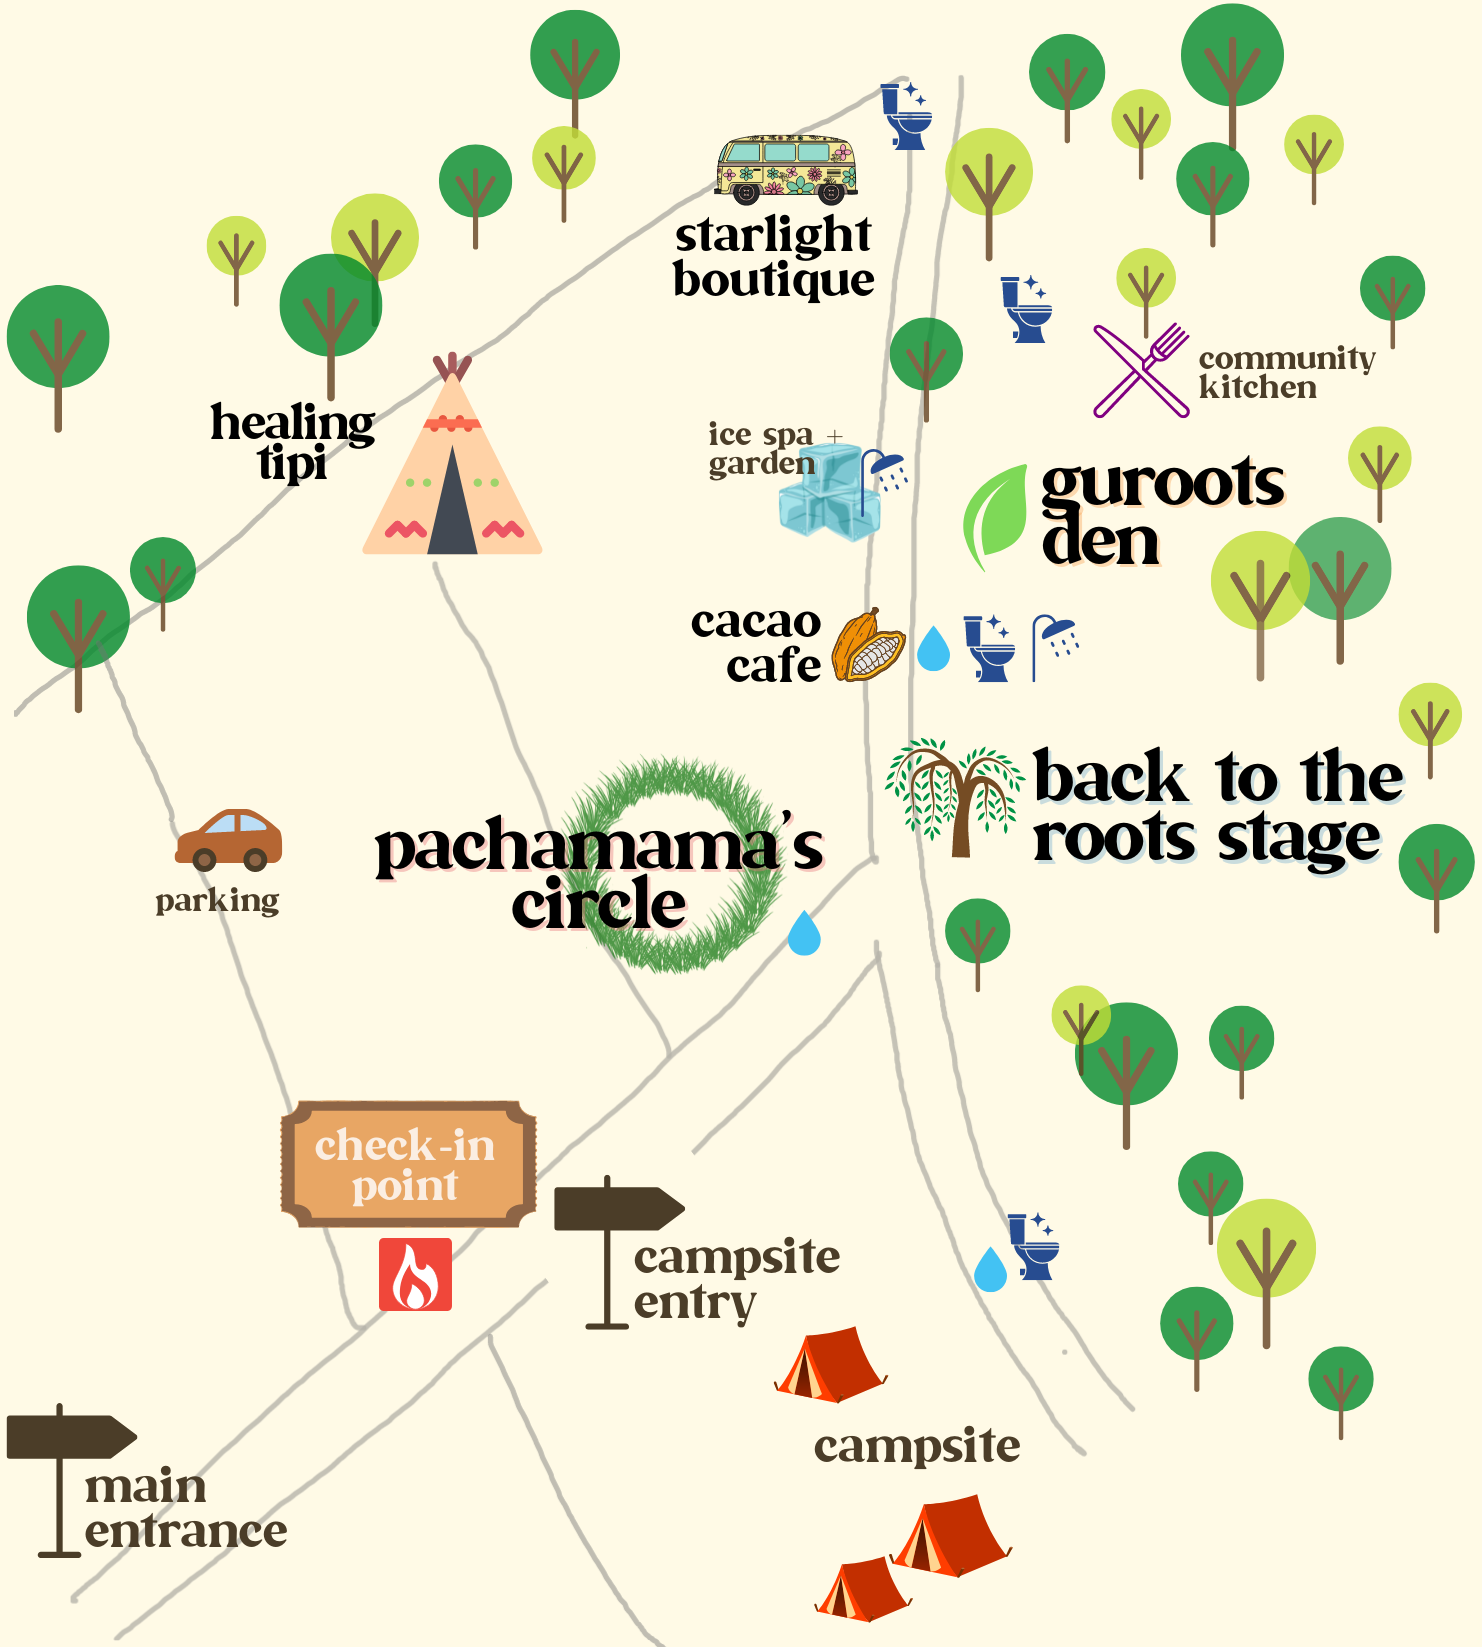 starlight
boutique
community
kitchen
healing
tipi
ice spa +
garden
guroots
den
cacao
cafe
back to the
roots stage
pachamama's
circle
parking
check-in
point
campsite
entry
campsite
main
entrance